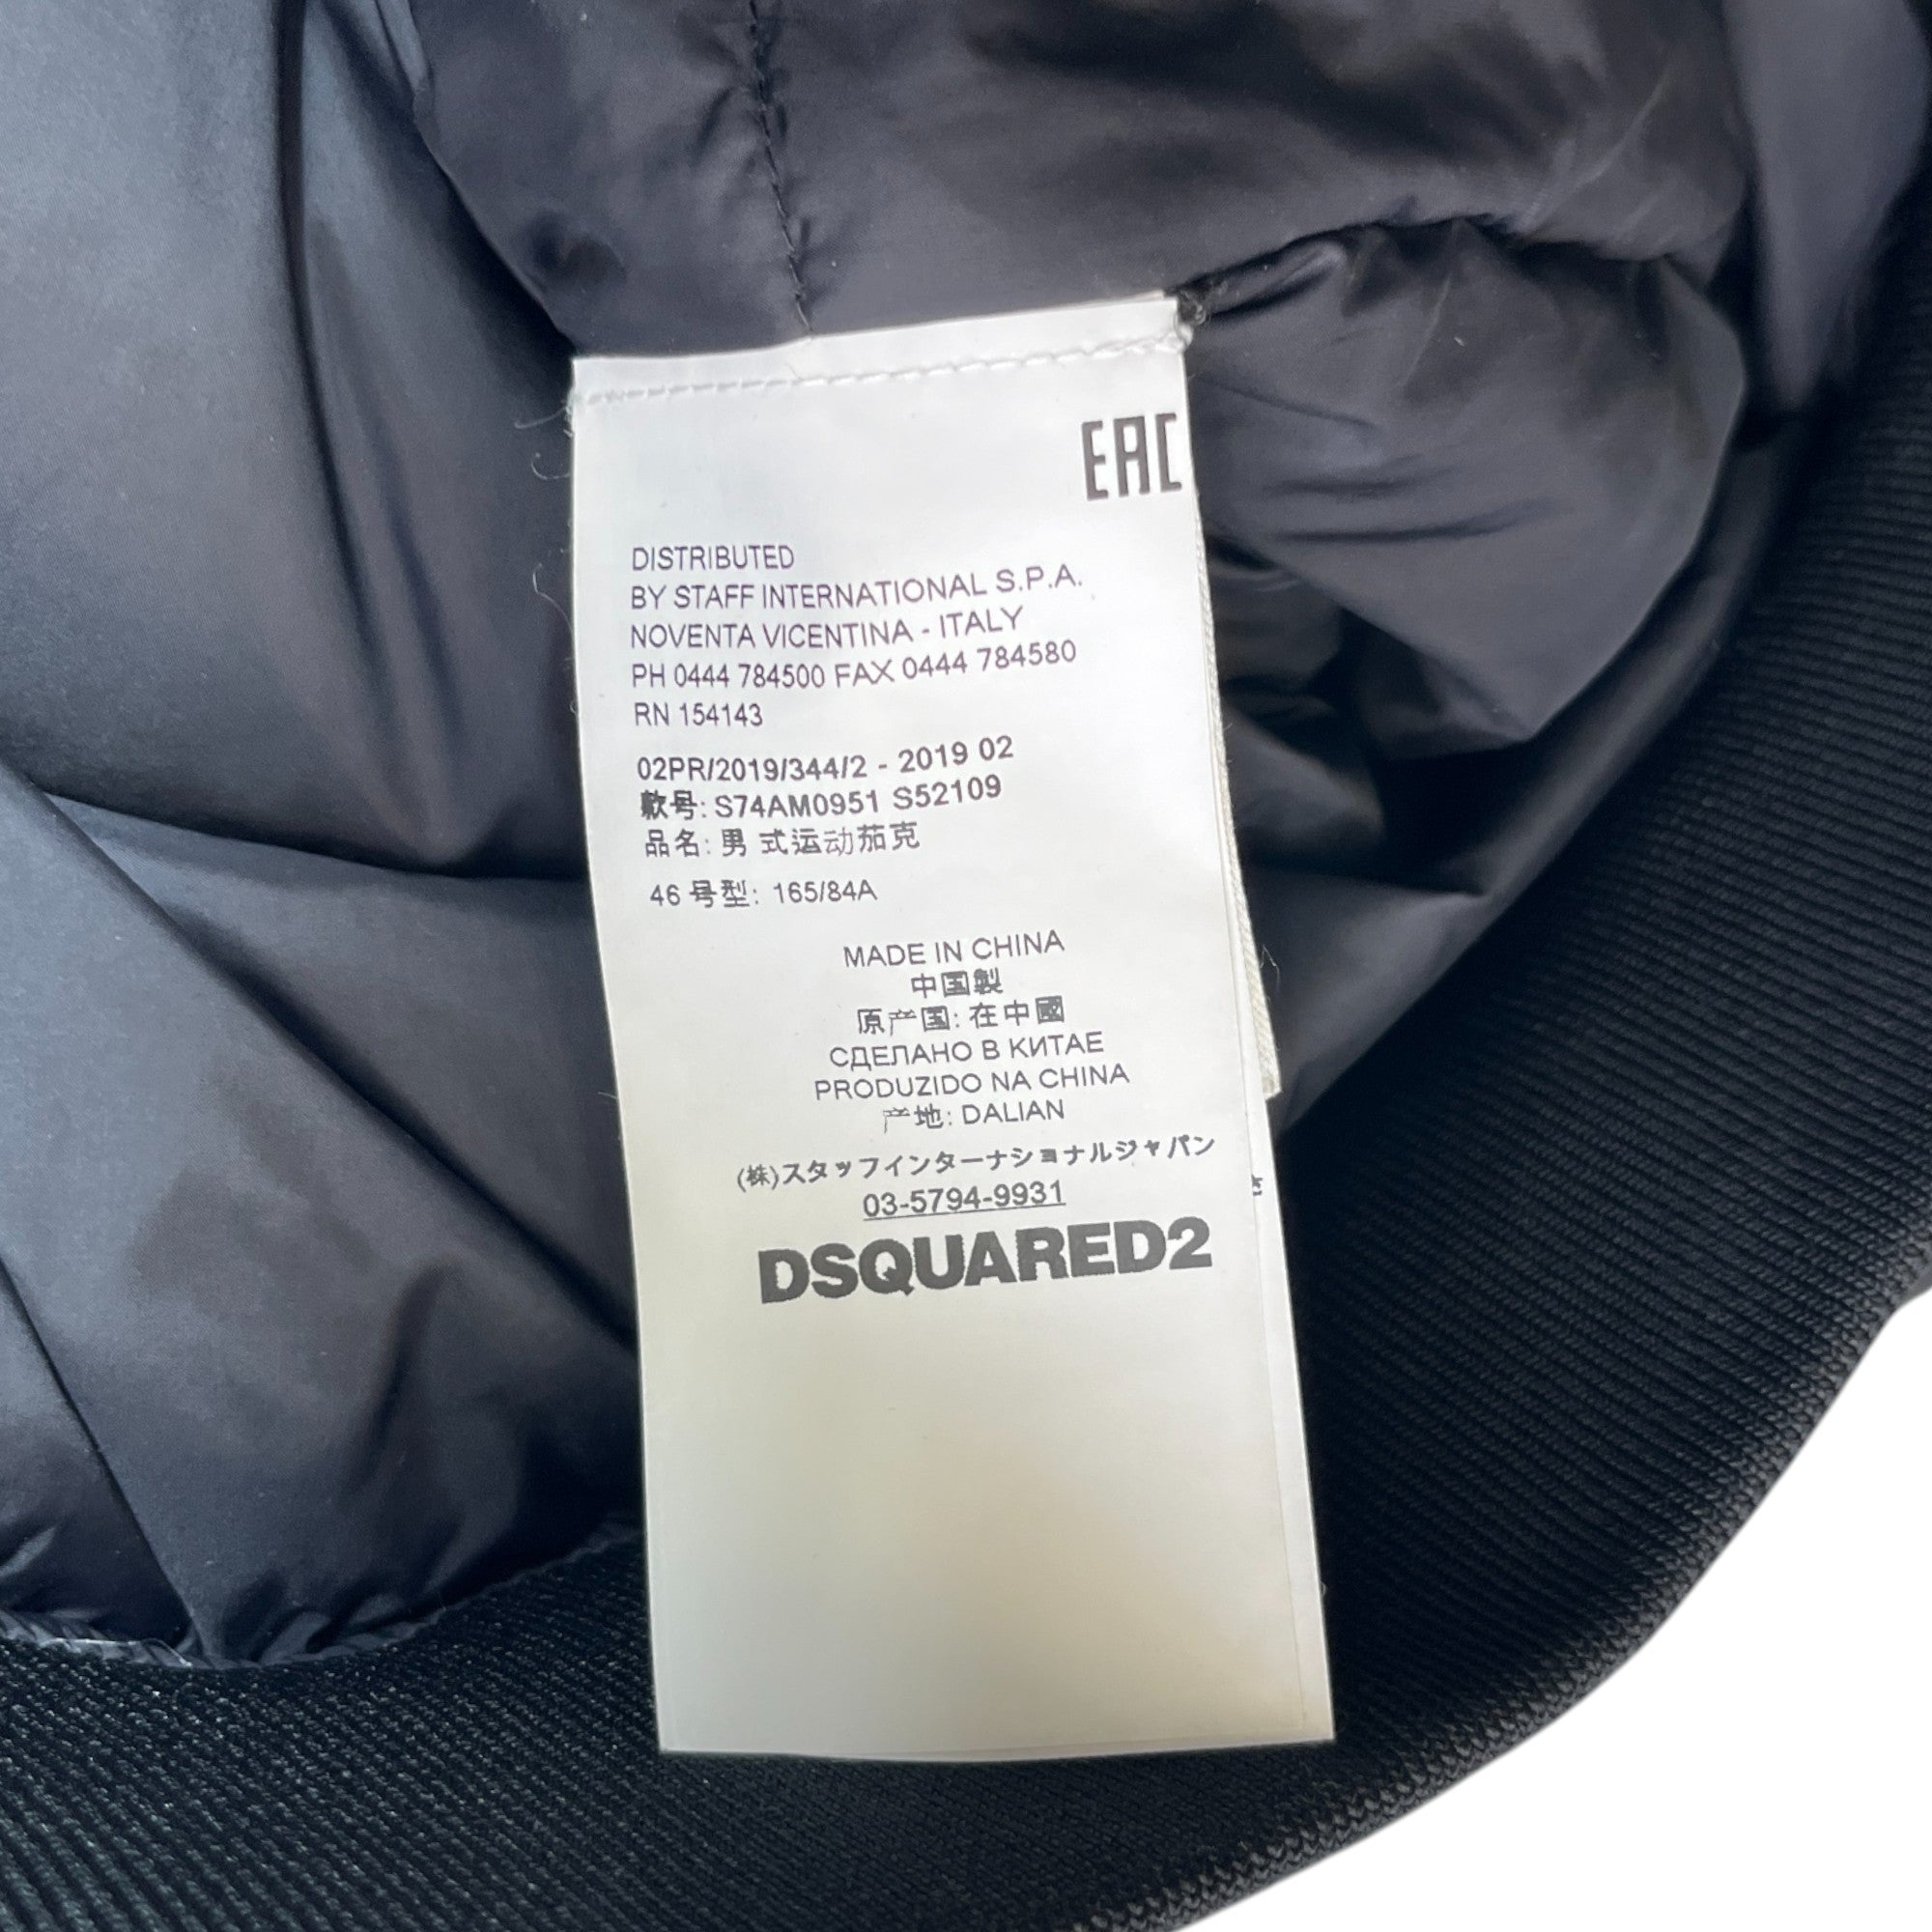 EAC
DISTRIBUTED
BY STAFF INTERNATIONAL S.P.A.
NOVENTA VICENTINA - ITALY
PH 0444 784500 FAX 0444 784580
RN 154143
02PR/2019/344/2 - 2019 02
款号: S74AM0951 S52109
品名: 男 式运动茄克
46 号型: 165/84A
MADE IN CHINA
中国製
原产国: 在中國
СДЕЛАНО В КИТАЕ
PRODUZIDO NA CHINA
产地: DALIAN
(株)スタッフインターナショナルジャパン
03-5794-9931
DSQUARED2